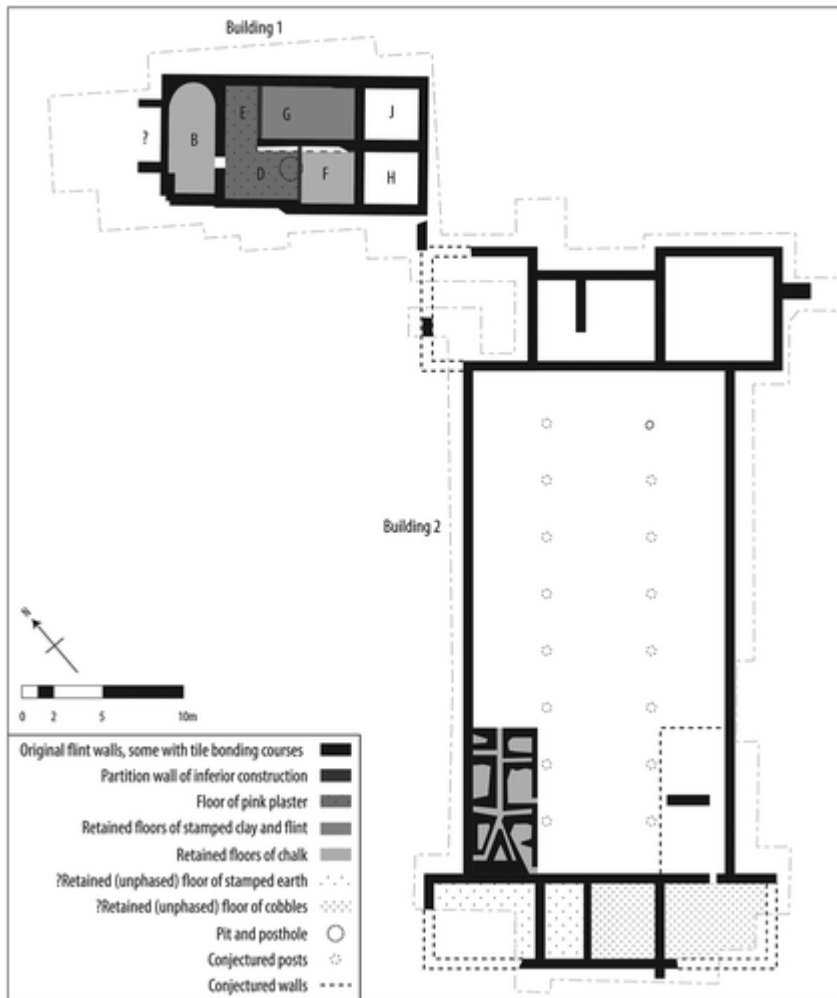 Building 1
E
G
J
B
?
D
F
H
Building 2
N
0 2 5 10m
Original flint walls, some with tile bonding courses
Partition wall of inferior construction
Floor of pink plaster
Retained floors of stamped clay and flint
Retained floors of chalk
?Retained (unphased) floor of stamped earth
?Retained (unphased) floor of cobbles
Pit and posthole
Conjectured posts
Conjectured walls